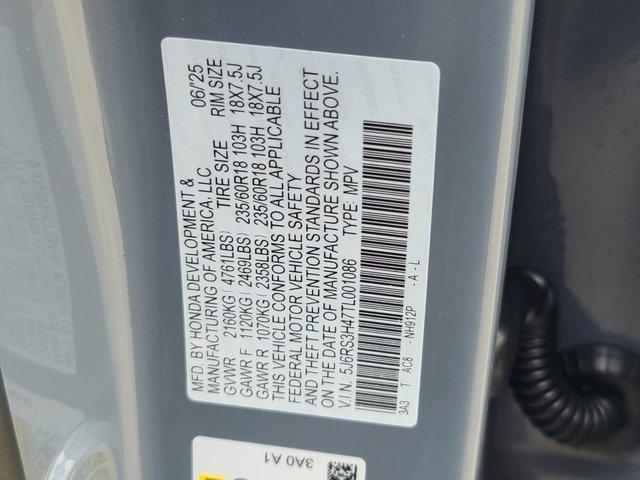 MFD. BY HONDA DEVELOPMENT & 06/'25
MANUFACTURING OF AMERICA, LLC
TIRE SIZE RIM SIZE
GVWR 2160KG 4761LBS
GAWR F 1120KG 2469LBS) 235/60R18 103H 18X7.5J
GAWR R 1070KG 2358LBS) 235/60R18 103H 18X7.5J
THIS VEHICLE CONFORMS TO ALL APPLICABLE
FEDERAL MOTOR VEHICLE SAFETY
AND THEFT PREVENTION STANDARDS IN EFFECT
ON THE DATE OF MANUFACTURE SHOWN ABOVE.
V.I.N. 5J6RS3H47TL001086 TYPE: MPV
3A3 T AC8 - NH912P - A - L
3A0 A1